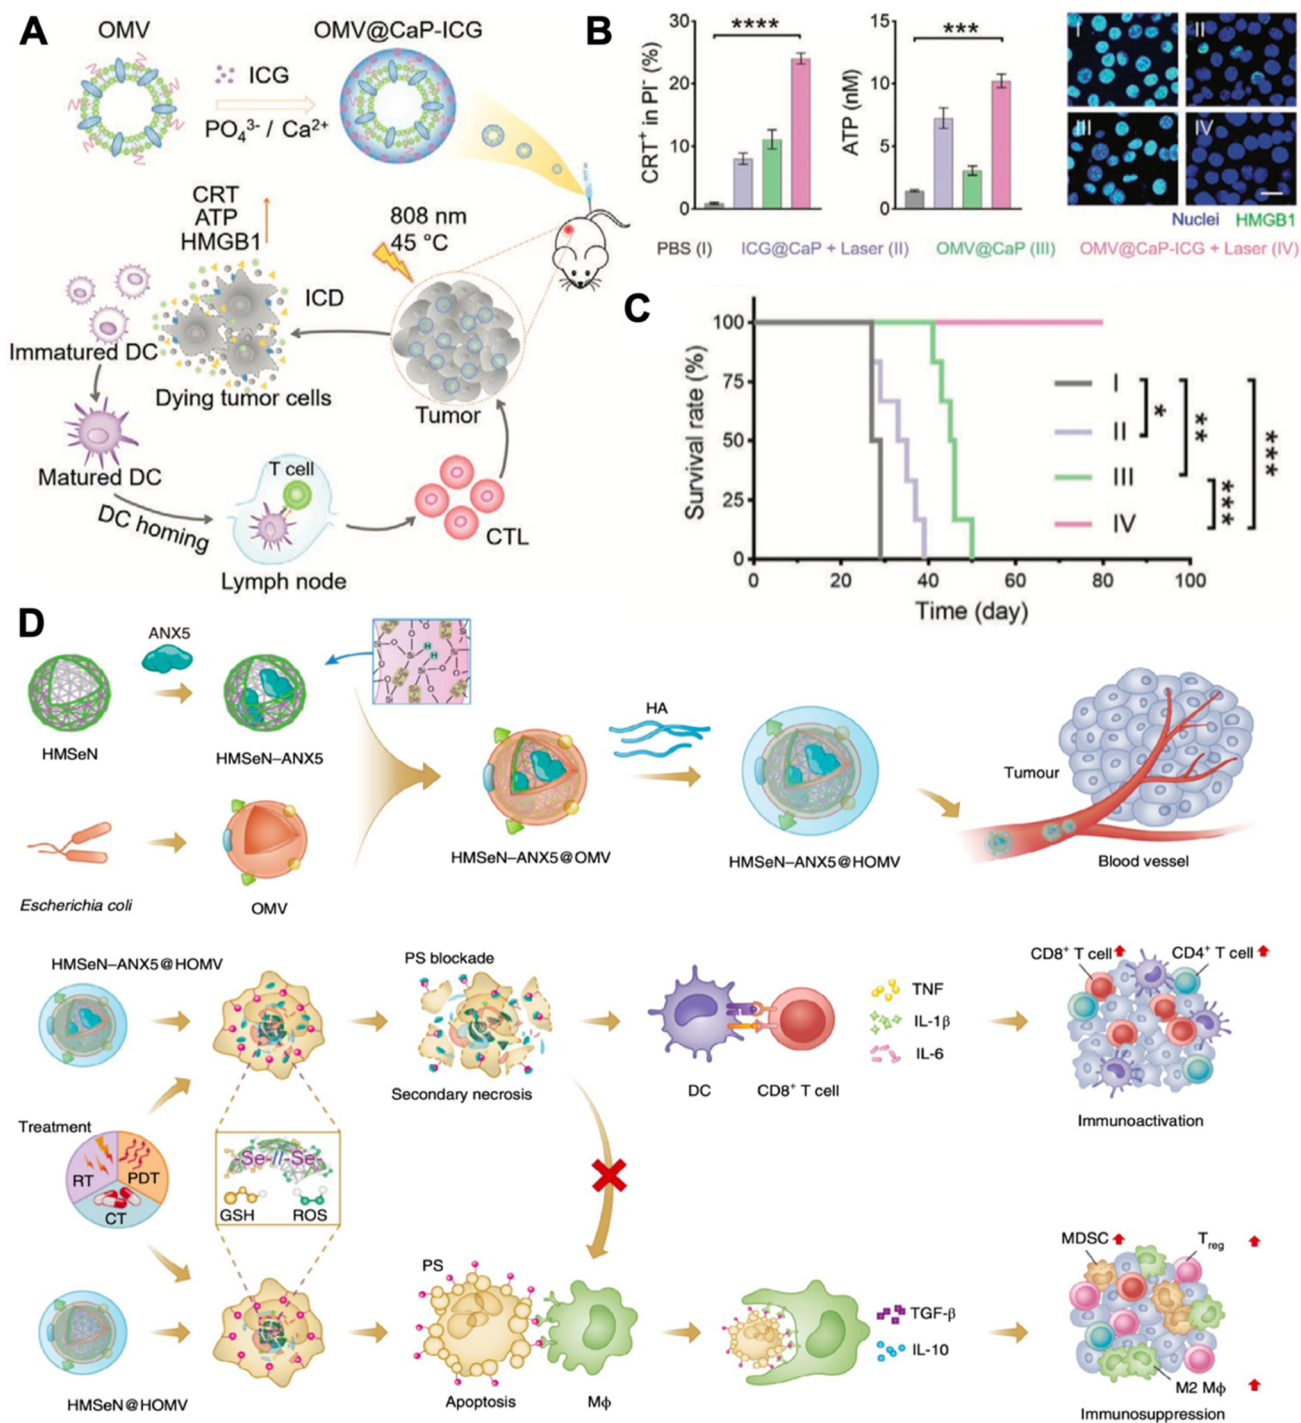 A
OMV
OMV@CaP-ICG
ICG
PO₄³⁻ / Ca²⁺
CRT
ATP
HMGB1
808 nm
45 °C
ICD
Immatured DC
Dying tumor cells
Tumor
Matured DC
T cell
DC homing
CTL
Lymph node
B
CRT⁺ in PI⁻ (%)
30
20
10
0
****
ATP (nM)
15
10
5
0
***
I
II
III
IV
Nuclei HMGB1
PBS (I)
ICG@CaP + Laser (II)
OMV@CaP (III)
OMV@CaP-ICG + Laser (IV)
C
Survival rate (%)
100
75
50
25
0
0
20
40
60
80
100
Time (day)
I
II
III
IV
*
**
***
***
D
ANX5
HMSeN
HMSeN–ANX5
Si
O
H
Se
HA
Escherichia coli
OMV
HMSeN–ANX5@OMV
HMSeN–ANX5@HOMV
Tumour
Blood vessel
HMSeN–ANX5@HOMV
PS blockade
Secondary necrosis
DC
CD8⁺ T cell
TNF
IL-1β
IL-6
CD8⁺ T cell
CD4⁺ T cell
Immunoactivation
Treatment
RT
PDT
CT
-Se-//-Se-
GSH
ROS
HMSeN@HOMV
PS
Apoptosis
Mϕ
TGF-β
IL-10
MDSC
Treg
M2 Mϕ
Immunosuppression